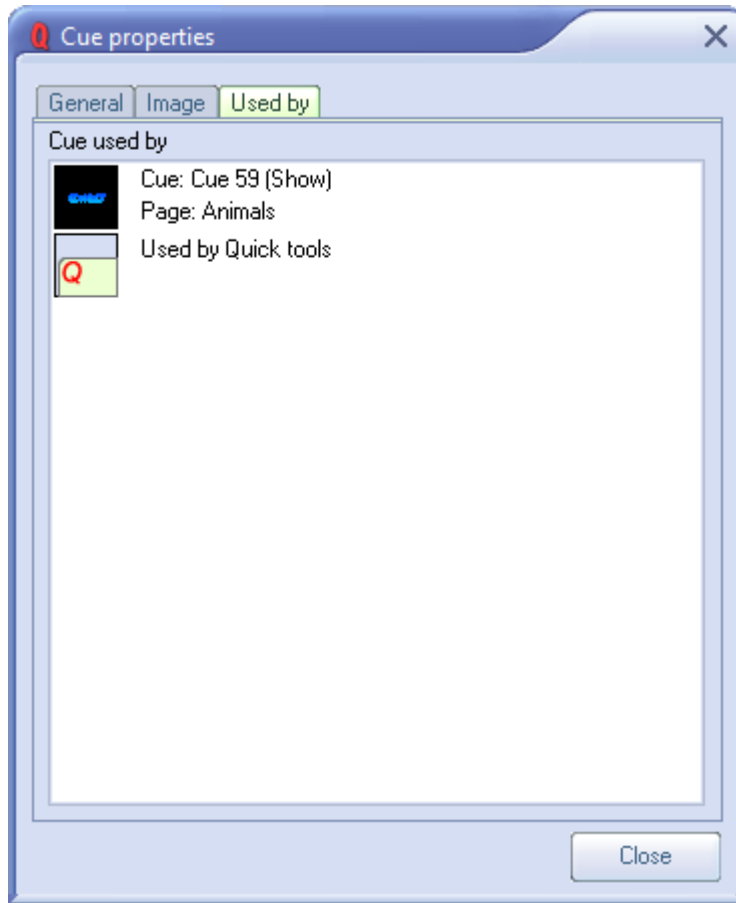 Cue properties
General Image Used by
Cue used by
Cue: Cue 59 (Show)
Page: Animals
Used by Quick tools
Q
Close